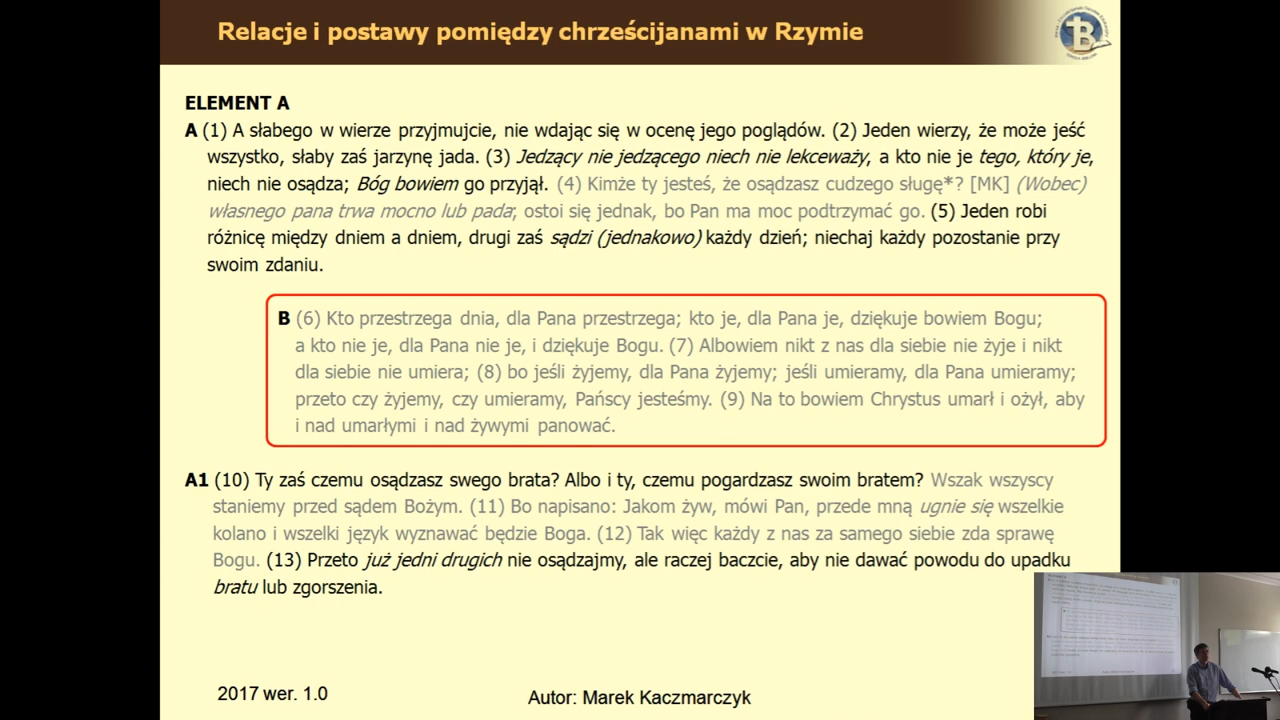 Relacje i postawy pomiędzy chrześcijanami w Rzymie
ELEMENT A
A (1) A słabego w wierze przyjmujcie, nie wdając się w ocenę jego poglądów. (2) Jeden wierzy, że może jeść
wszystko, słaby zaś jarzynę jada. (3) Jedzący nie jedzącego niech nie lekceważy, a kto nie je tego, który je,
niech nie osądza; Bóg bowiem go przyjął. (4) Kimże ty jesteś, że osądzasz cudzego sługę*? [MK] (Wobec)
własnego pana trwa mocno lub pada; ostoi się jednak, bo Pan ma moc podtrzymać go. (5) Jeden robi
różnicę między dniem a dniem, drugi zaś sądzi (jednakowo) każdy dzień; niechaj każdy pozostanie przy
swoim zdaniu.
B (6) Kto przestrzega dnia, dla Pana przestrzega; kto je, dla Pana je, dziękuje bowiem Bogu;
a kto nie je, dla Pana nie je, i dziękuje Bogu. (7) Albowiem nikt z nas dla siebie nie żyje i nikt
dla siebie nie umiera; (8) bo jeśli żyjemy, dla Pana żyjemy; jeśli umieramy, dla Pana umieramy;
przeto czy żyjemy, czy umieramy, Pańscy jesteśmy. (9) Na to bowiem Chrystus umarł i ożył, aby
i nad umarłymi i nad żywymi panować.
A1 (10) Ty zaś czemu osądzasz swego brata? Albo i ty, czemu pogardzasz swoim bratem? Wszak wszyscy
staniemy przed sądem Bożym. (11) Bo napisano: Jakom żyw, mówi Pan, przede mną ugnie się wszelkie
kolano i wszelki język wyznawać będzie Boga. (12) Tak więc każdy z nas za samego siebie zda sprawę
Bogu. (13) Przeto już jedni drugich nie osądzajmy, ale raczej baczcie, aby nie dawać powodu do upadku
bratu lub zgorszenia.
2017 wer. 1.0
Autor: Marek Kaczmarczyk